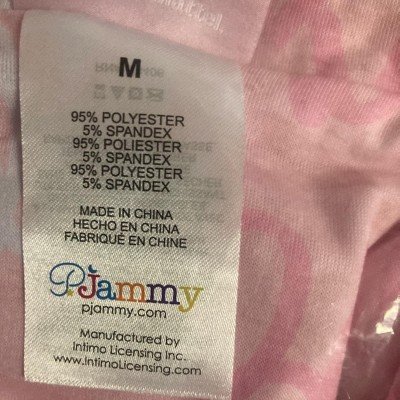 M
95% POLYESTER
5% SPANDEX
95% POLIESTER
5% SPANDEX
95% POLYESTER
5% SPANDEX
MADE IN CHINA
HECHO EN CHINA
FABRIQUÉ EN CHINE
PJammy
pjammy.com
Manufactured by
Intimo Licensing Inc.
www.IntimoLicensing.com